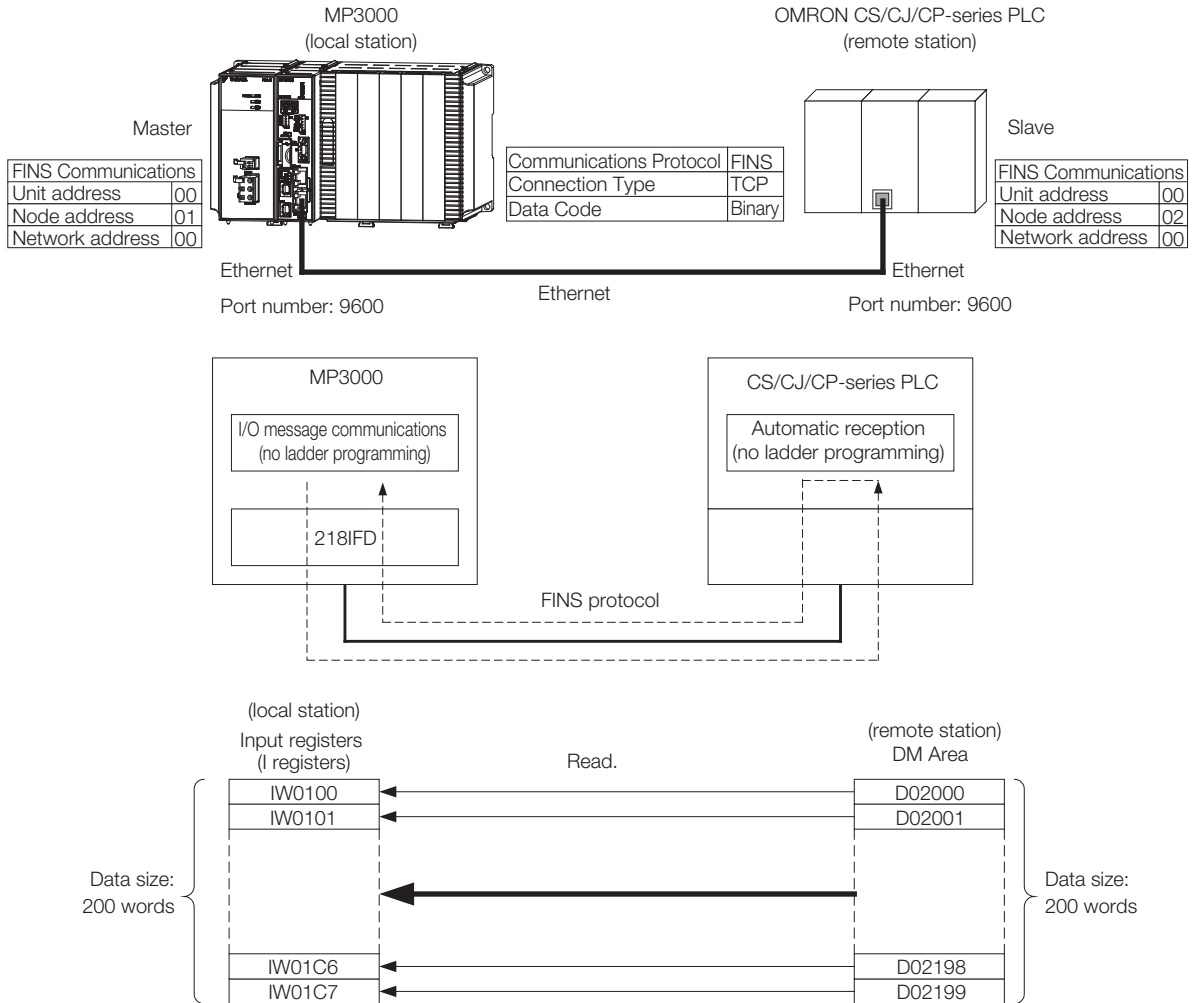 MP3000
(local station)
OMRON CS/CJ/CP-series PLC
(remote station)
Master
Slave
FINS Communications
Unit address 00
Node address 01
Network address 00
Communications Protocol FINS
Connection Type TCP
Data Code Binary
FINS Communications
Unit address 00
Node address 02
Network address 00
Ethernet
Port number: 9600
Ethernet
Ethernet
Port number: 9600
MP3000
I/O message communications
(no ladder programming)
218IFD
CS/CJ/CP-series PLC
Automatic reception
(no ladder programming)
FINS protocol
(local station)
Input registers
(I registers)
Read.
(remote station)
DM Area
IW0100
D02000
IW0101
D02001
Data size:
200 words
Data size:
200 words
IW01C6
D02198
IW01C7
D02199